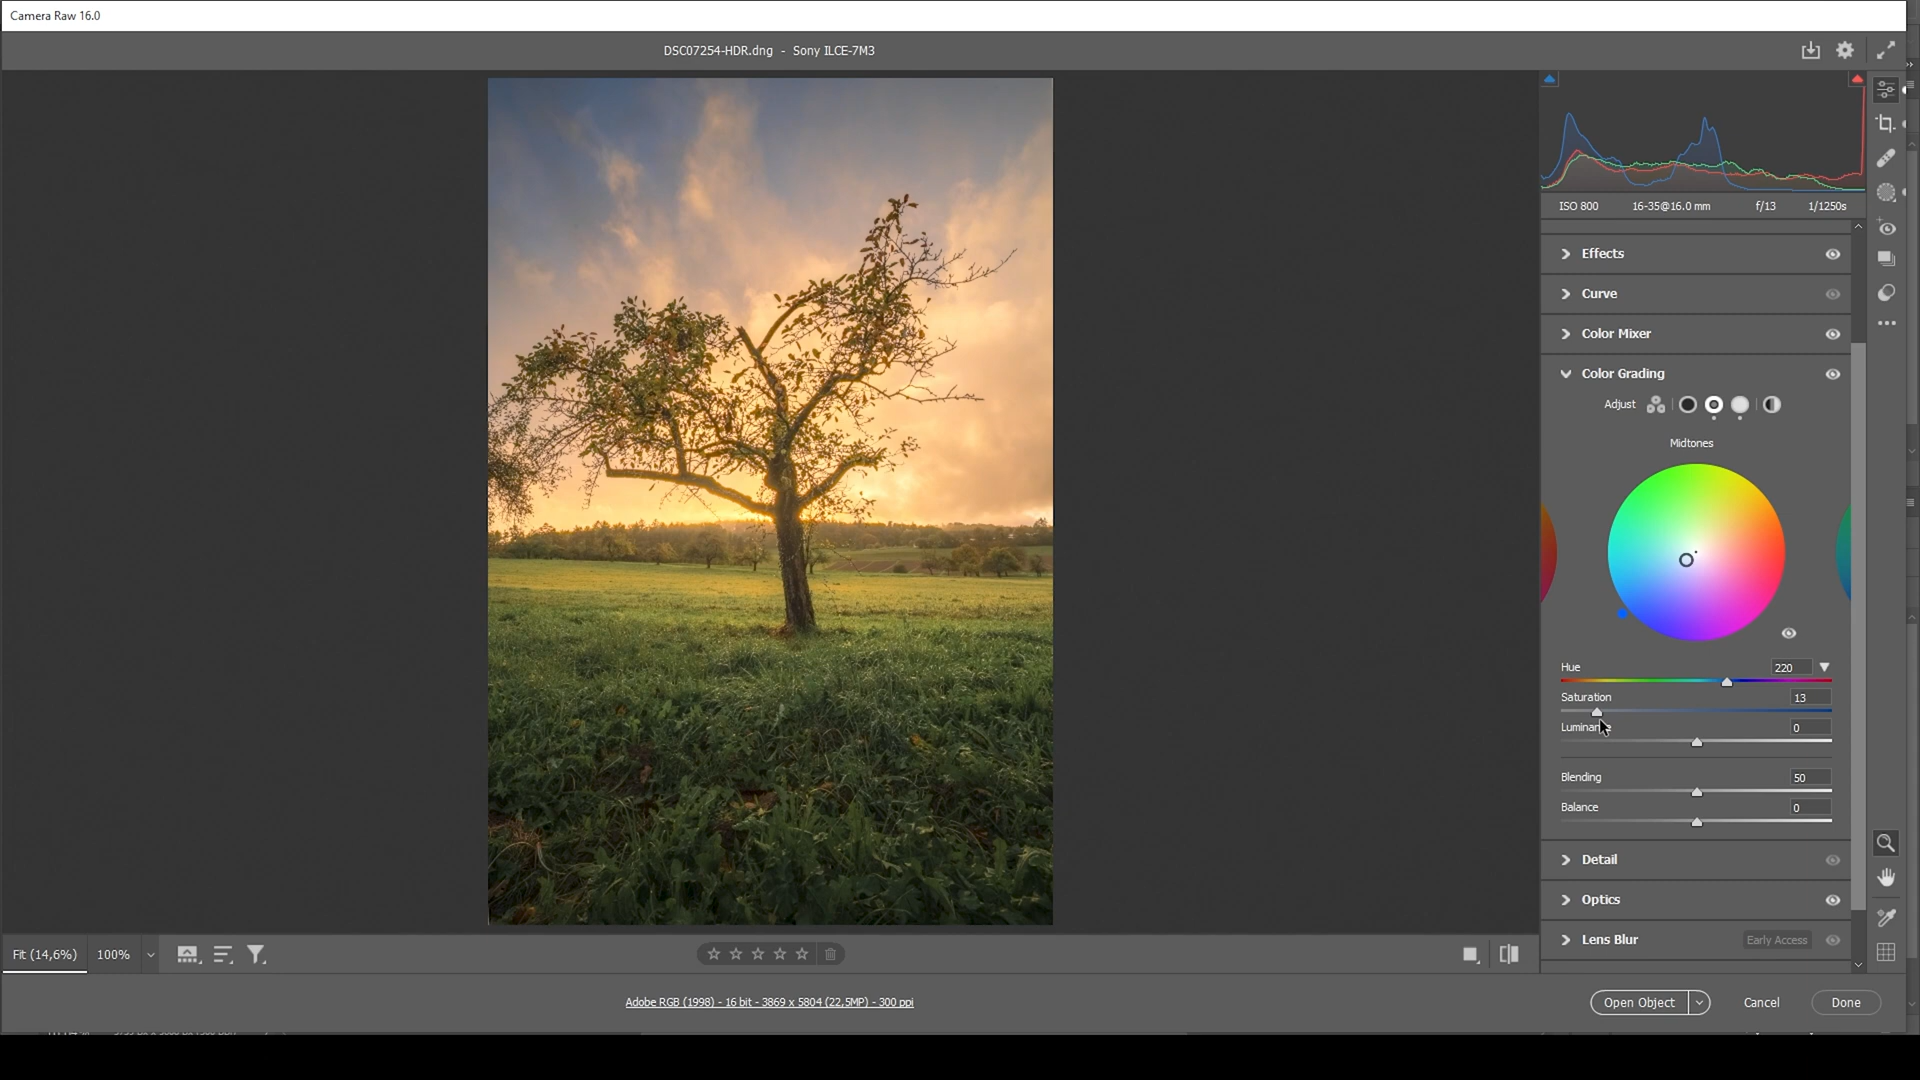 Camera Raw 16.0
DSC07254-HDR.dng - Sony ILCE-7M3
ISO 800 16-35@16.0 mm f/13 1/1250s
Effects
Curve
Color Mixer
Color Grading
Adjust
Midtones
Hue 220
Saturation 13
Luminance 0
Blending 50
Balance 0
Detail
Optics
Lens Blur Early Access
Fit (14,6%) 100%
Adobe RGB (1998) - 16 bit - 3869 x 5804 (22,5MP) - 300 ppi
Open Object Cancel Done